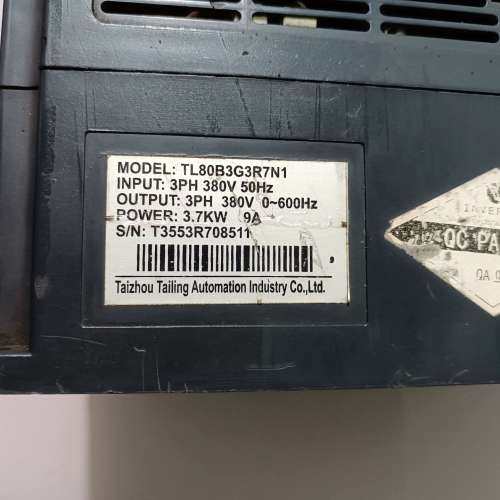 MODEL: TL80B3G3R7N1
INPUT: 3PH 380V 50Hz
OUTPUT: 3PH 380V 0~600Hz
POWER: 3.7KW 9A
S/N: T3553R708511
Taizhou Tailing Automation Industry Co.,Ltd.
QC PA
QA